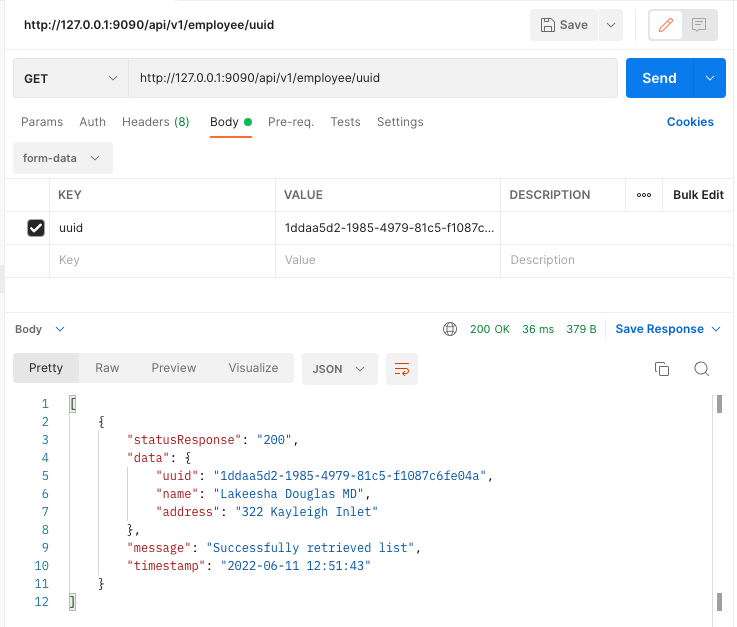 http://127.0.0.1:9090/api/v1/employee/uuid Save
GET http://127.0.0.1:9090/api/v1/employee/uuid Send
Params Auth Headers (8) Body Pre-req. Tests Settings Cookies
form-data
KEY VALUE DESCRIPTION ooo Bulk Edit
uuid 1ddaa5d2-1985-4979-81c5-f1087c...
Key Value Description
Body 200 OK 36 ms 379 B Save Response
Pretty Raw Preview Visualize JSON
1 [
2 {
3 "statusResponse": "200",
4 "data": {
5 "uuid": "1ddaa5d2-1985-4979-81c5-f1087c6fe04a",
6 "name": "Lakeesha Douglas MD",
7 "address": "322 Kayleigh Inlet"
8 },
9 "message": "Successfully retrieved list",
10 "timestamp": "2022-06-11 12:51:43"
11 }
12 ]